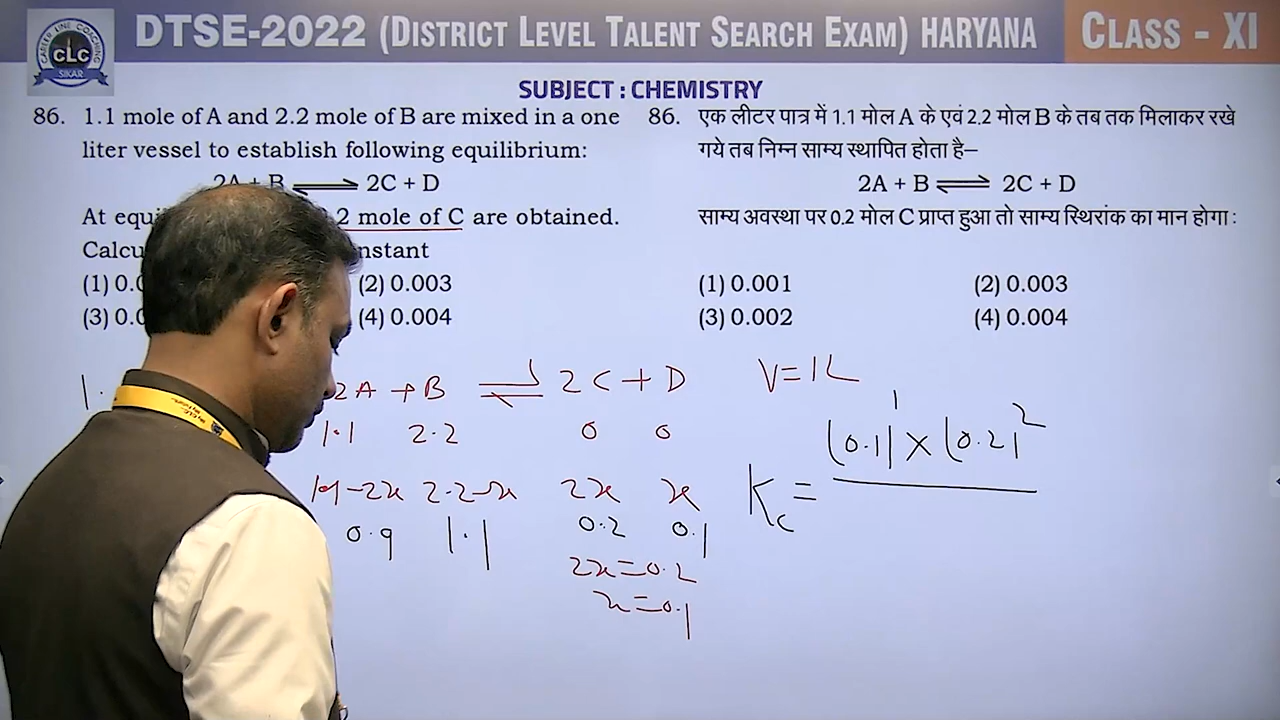 CAREER LINE COACHING
CLC
SIKAR
DTSE-2022 (DISTRICT LEVEL TALENT SEARCH EXAM) HARYANA
CLASS - XI
SUBJECT : CHEMISTRY
86. 1.1 mole of A and 2.2 mole of B are mixed in a one
liter vessel to establish following equilibrium:
2A + B ⇌ 2C + D
At equi 2 mole of C are obtained.
Calcu nstant
(1) 0.0 (2) 0.003
(3) 0.0 (4) 0.004
86. एक लीटर पात्र में 1.1 मोल A के एवं 2.2 मोल B के तब तक मिलाकर रखे
गये तब निम्न साम्य स्थापित होता है–
2A + B ⇌ 2C + D
साम्य अवस्था पर 0.2 मोल C प्राप्त हुआ तो साम्य स्थिरांक का मान होगा :
(1) 0.001 (2) 0.003
(3) 0.002 (4) 0.004
1. 2A + B ⇌ 2C + D V=1L
1.1 2.2 0 0
1.1-2x 2.2-x 2x x
0.9 1.1 0.2 0.1
2x=0.2
x=0.1
Kc = (0.1)¹ × (0.2)²